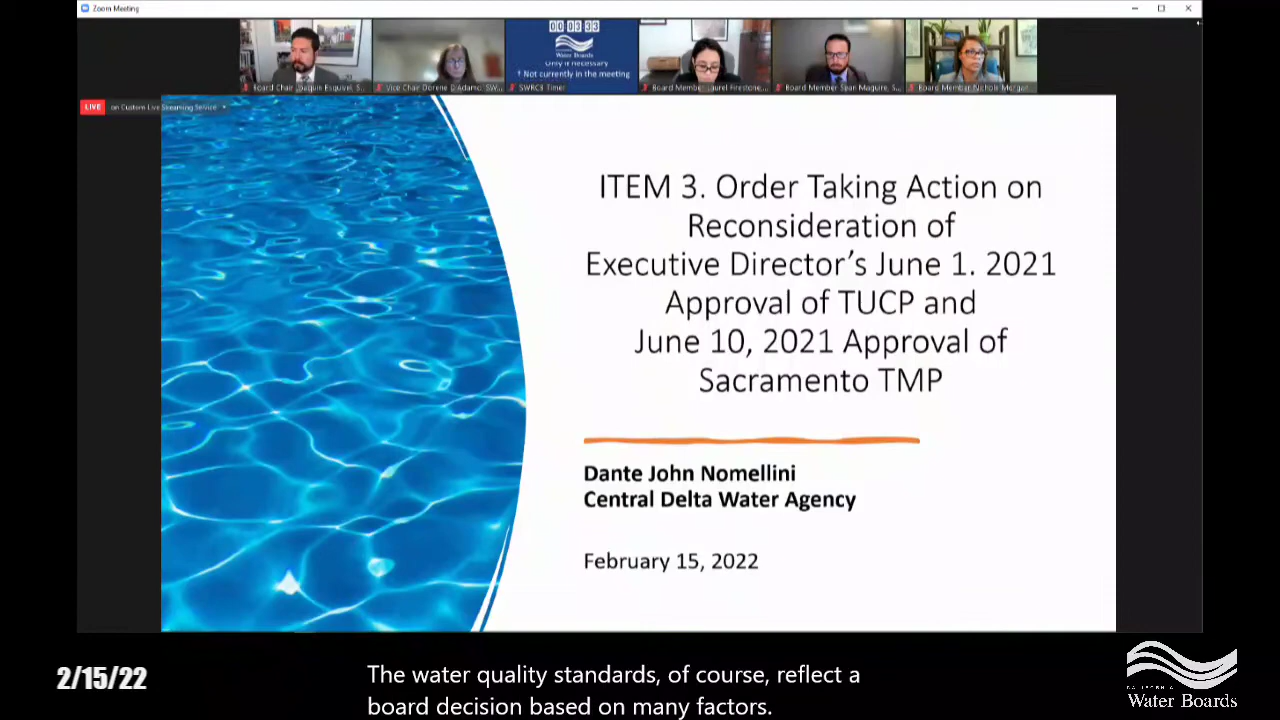 Zoom Meeting
00:03:33
Water Boards
Only if necessary
† Not currently in the meeting
Board Chair Joaquin Esquivel, S...
Vice Chair Dorene D'Adamo, SW...
SWRCB Timer
Board Member Laurel Firestone,...
Board Member Sean Maguire, S...
Board Member Nichole Morgan
LIVE on Custom Live Streaming Service
ITEM 3. Order Taking Action on
Reconsideration of
Executive Director’s June 1. 2021
Approval of TUCP and
June 10, 2021 Approval of
Sacramento TMP
Dante John Nomellini
Central Delta Water Agency
February 15, 2022
2/15/22
The water quality standards, of course, reflect a
board decision based on many factors.
CALIFORNIA
Water Boards